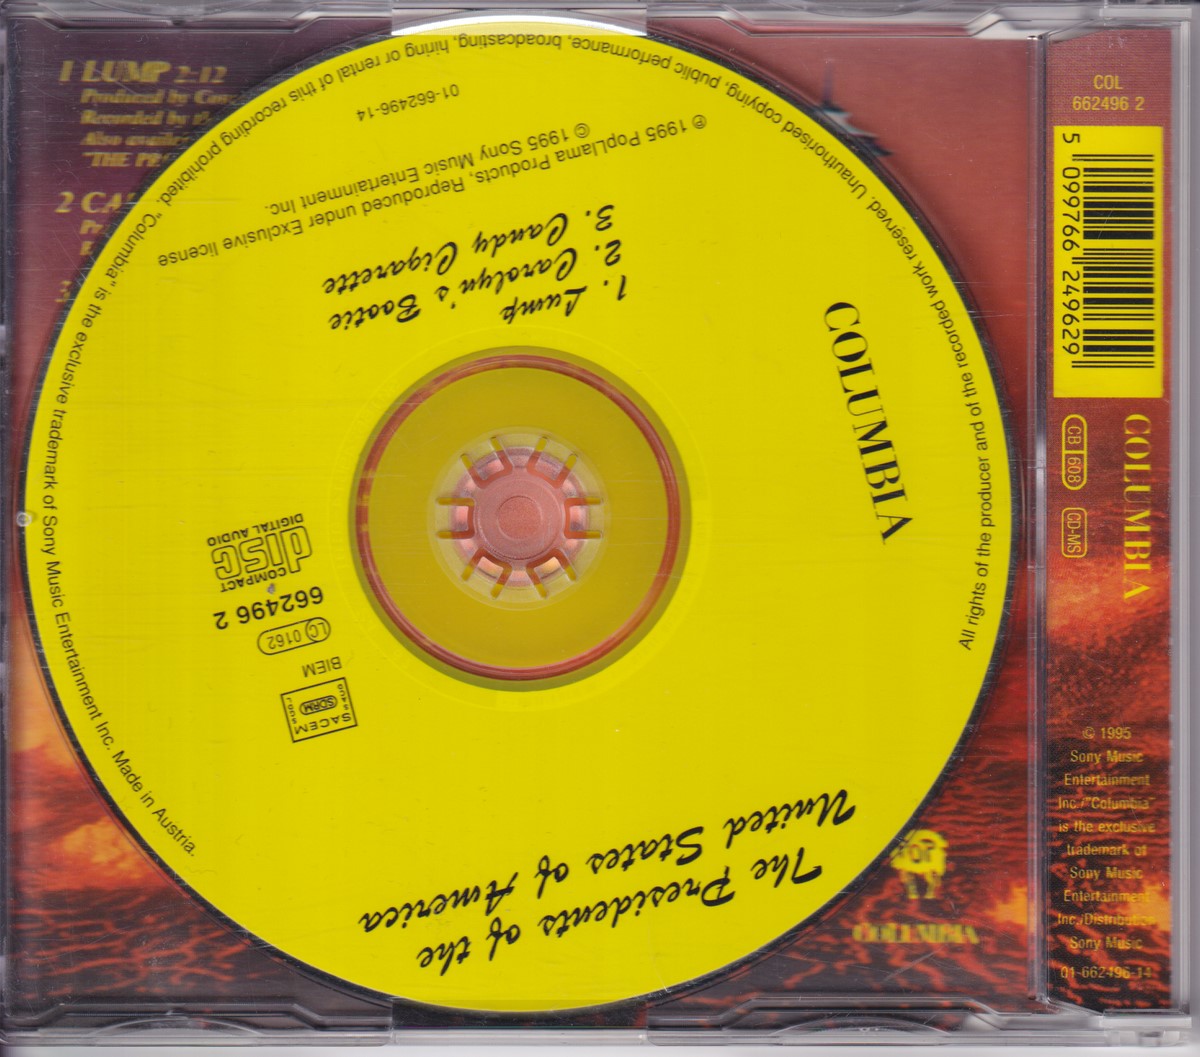 1 LUMP 2:12
Produced by
Recorded by
Also
"THE
2
3
COL
662496 2
5 099766 249629
CB 608
CD-MS
COLUMBIA
© 1995
Sony Music
Entertainment
Inc./"Columbia"
is the exclusive
trademark of
Sony Music
Entertainment
Inc./Distribution
Sony Music
01-662496-14
POP
COLUMBIA
The Presidents of the
United States of America
SACEM
SDRM
SACD
SGDL
BIEM
LC 0162
662496 2
COMPACT
disc
DIGITAL AUDIO
COLUMBIA
1. Lump
2. Carolyn's Bootie
3. Candy Cigarette
℗ 1995 PopLlama Products, Reproduced under Exclusive license
© 1995 Sony Music Entertainment Inc.
01-662496-14
All rights of the producer and of the recorded work reserved. Unauthorised copying, public performance, broadcasting, hiring or rental of this recording prohibited. "Columbia" is the exclusive trademark of Sony Music Entertainment Inc. Made in Austria.